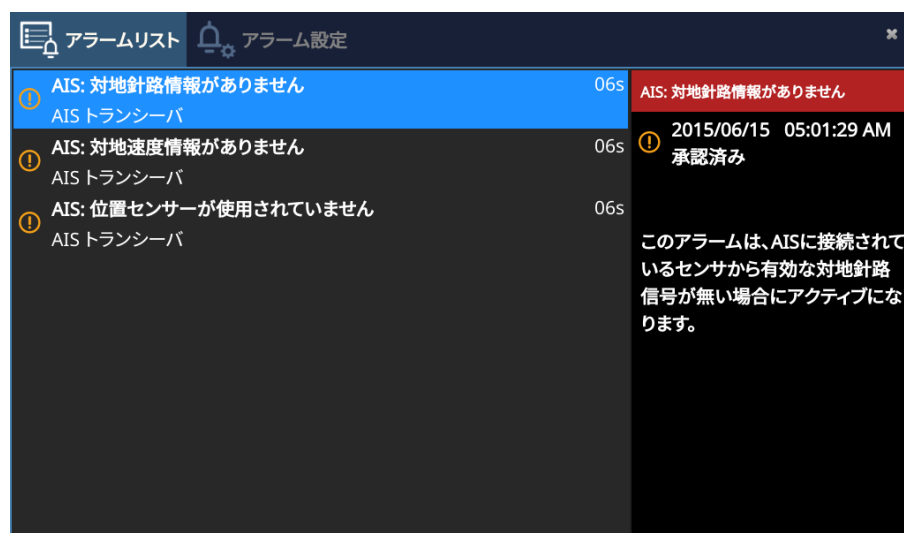 アラームリスト
アラーム設定
AIS: 対地針路情報がありません 06s
AIS トランシーバ
AIS: 対地速度情報がありません 06s
AIS トランシーバ
AIS: 位置センサーが使用されていません 06s
AIS トランシーバ
AIS: 対地針路情報がありません
2015/06/15 05:01:29 AM
承認済み
このアラームは、AISに接続されて
いるセンサから有効な対地針路
信号が無い場合にアクティブにな
ります。